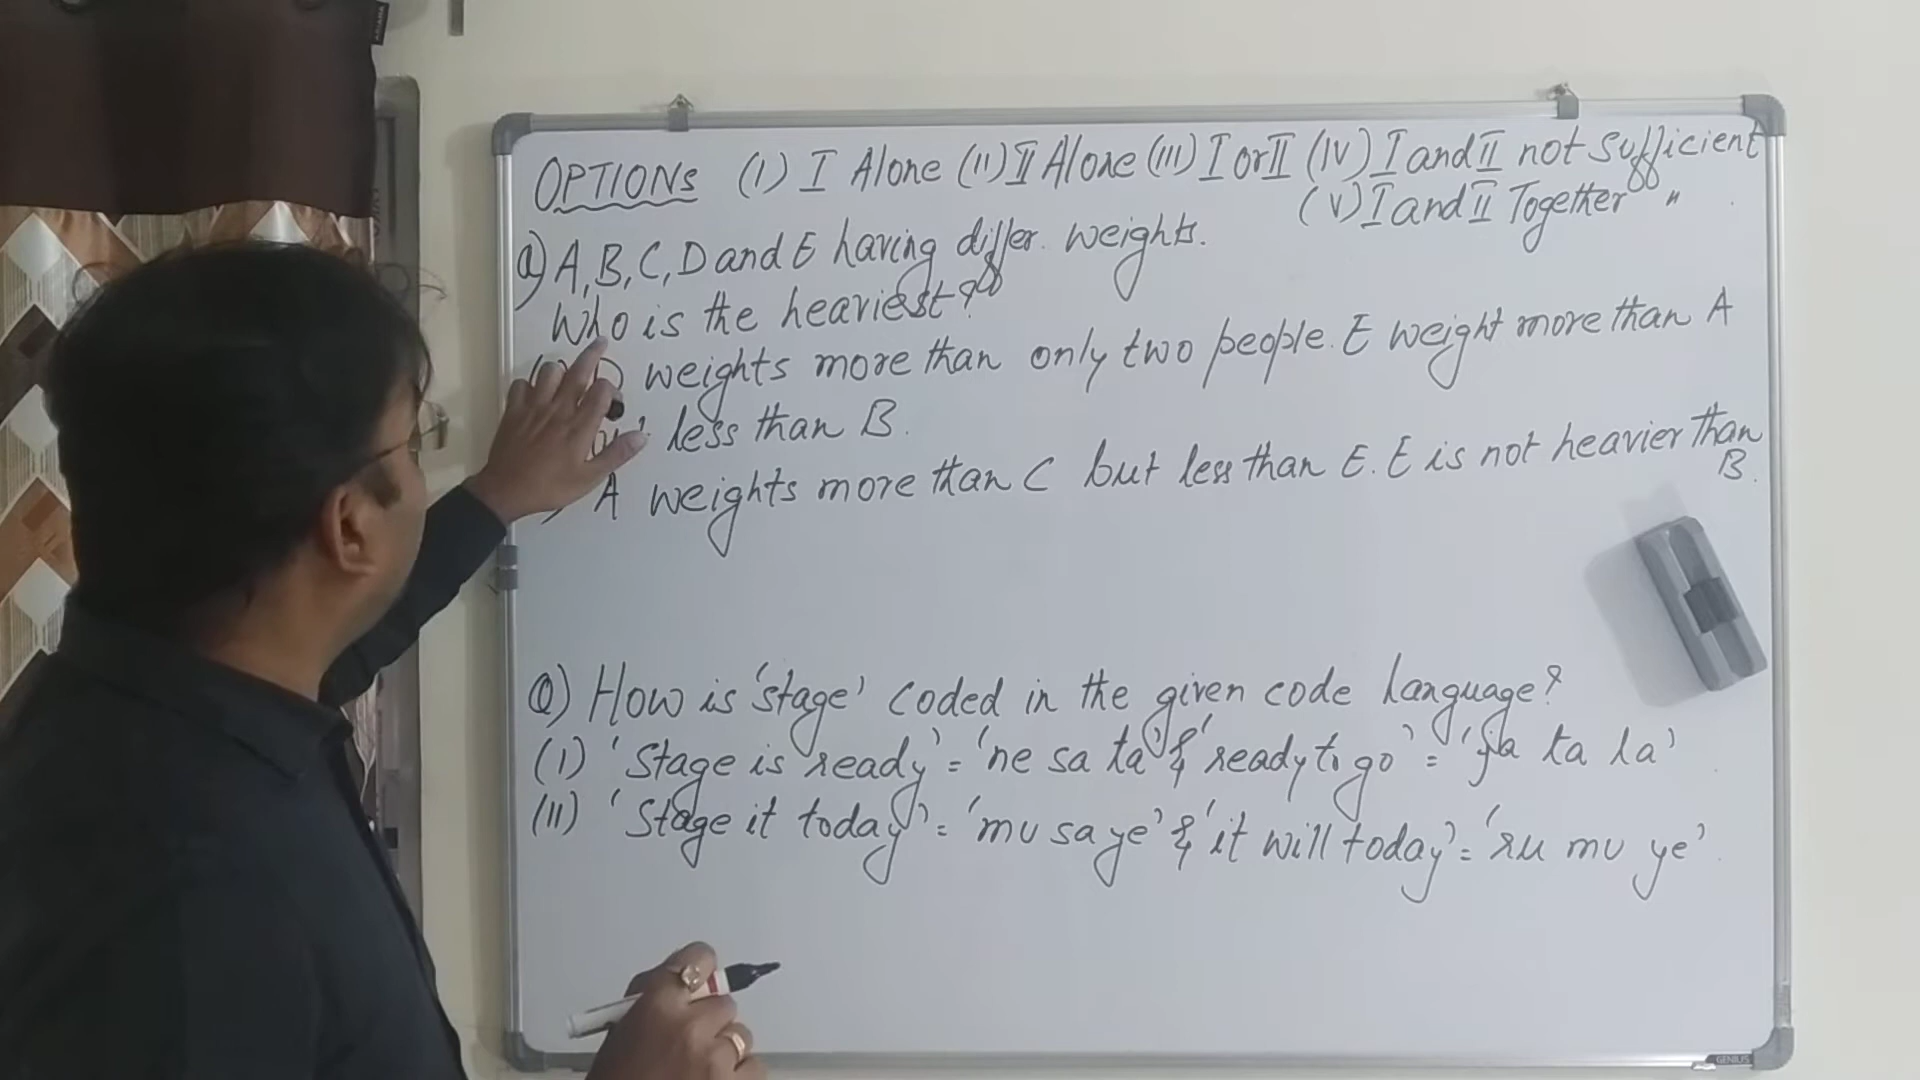 OPTIONS (I) I Alone (II) II Alone (III) I or II (IV) I and II not sufficient
(V) I and II Together "
Q) A, B, C, D and E having differ. weights.
Who is the heaviest?
D weights more than only two people. E weight more than A
less than B.
A weights more than C but less than E. E is not heavier than
B.
Q) How is 'stage' coded in the given code language?
(I) 'Stage is ready' = 'ne sa ta' & 'ready to go' = 'ja ta la'
(II) 'Stage it today' = 'mu sa ye' & 'it will today' = 'ru mu ye'
GENIUS